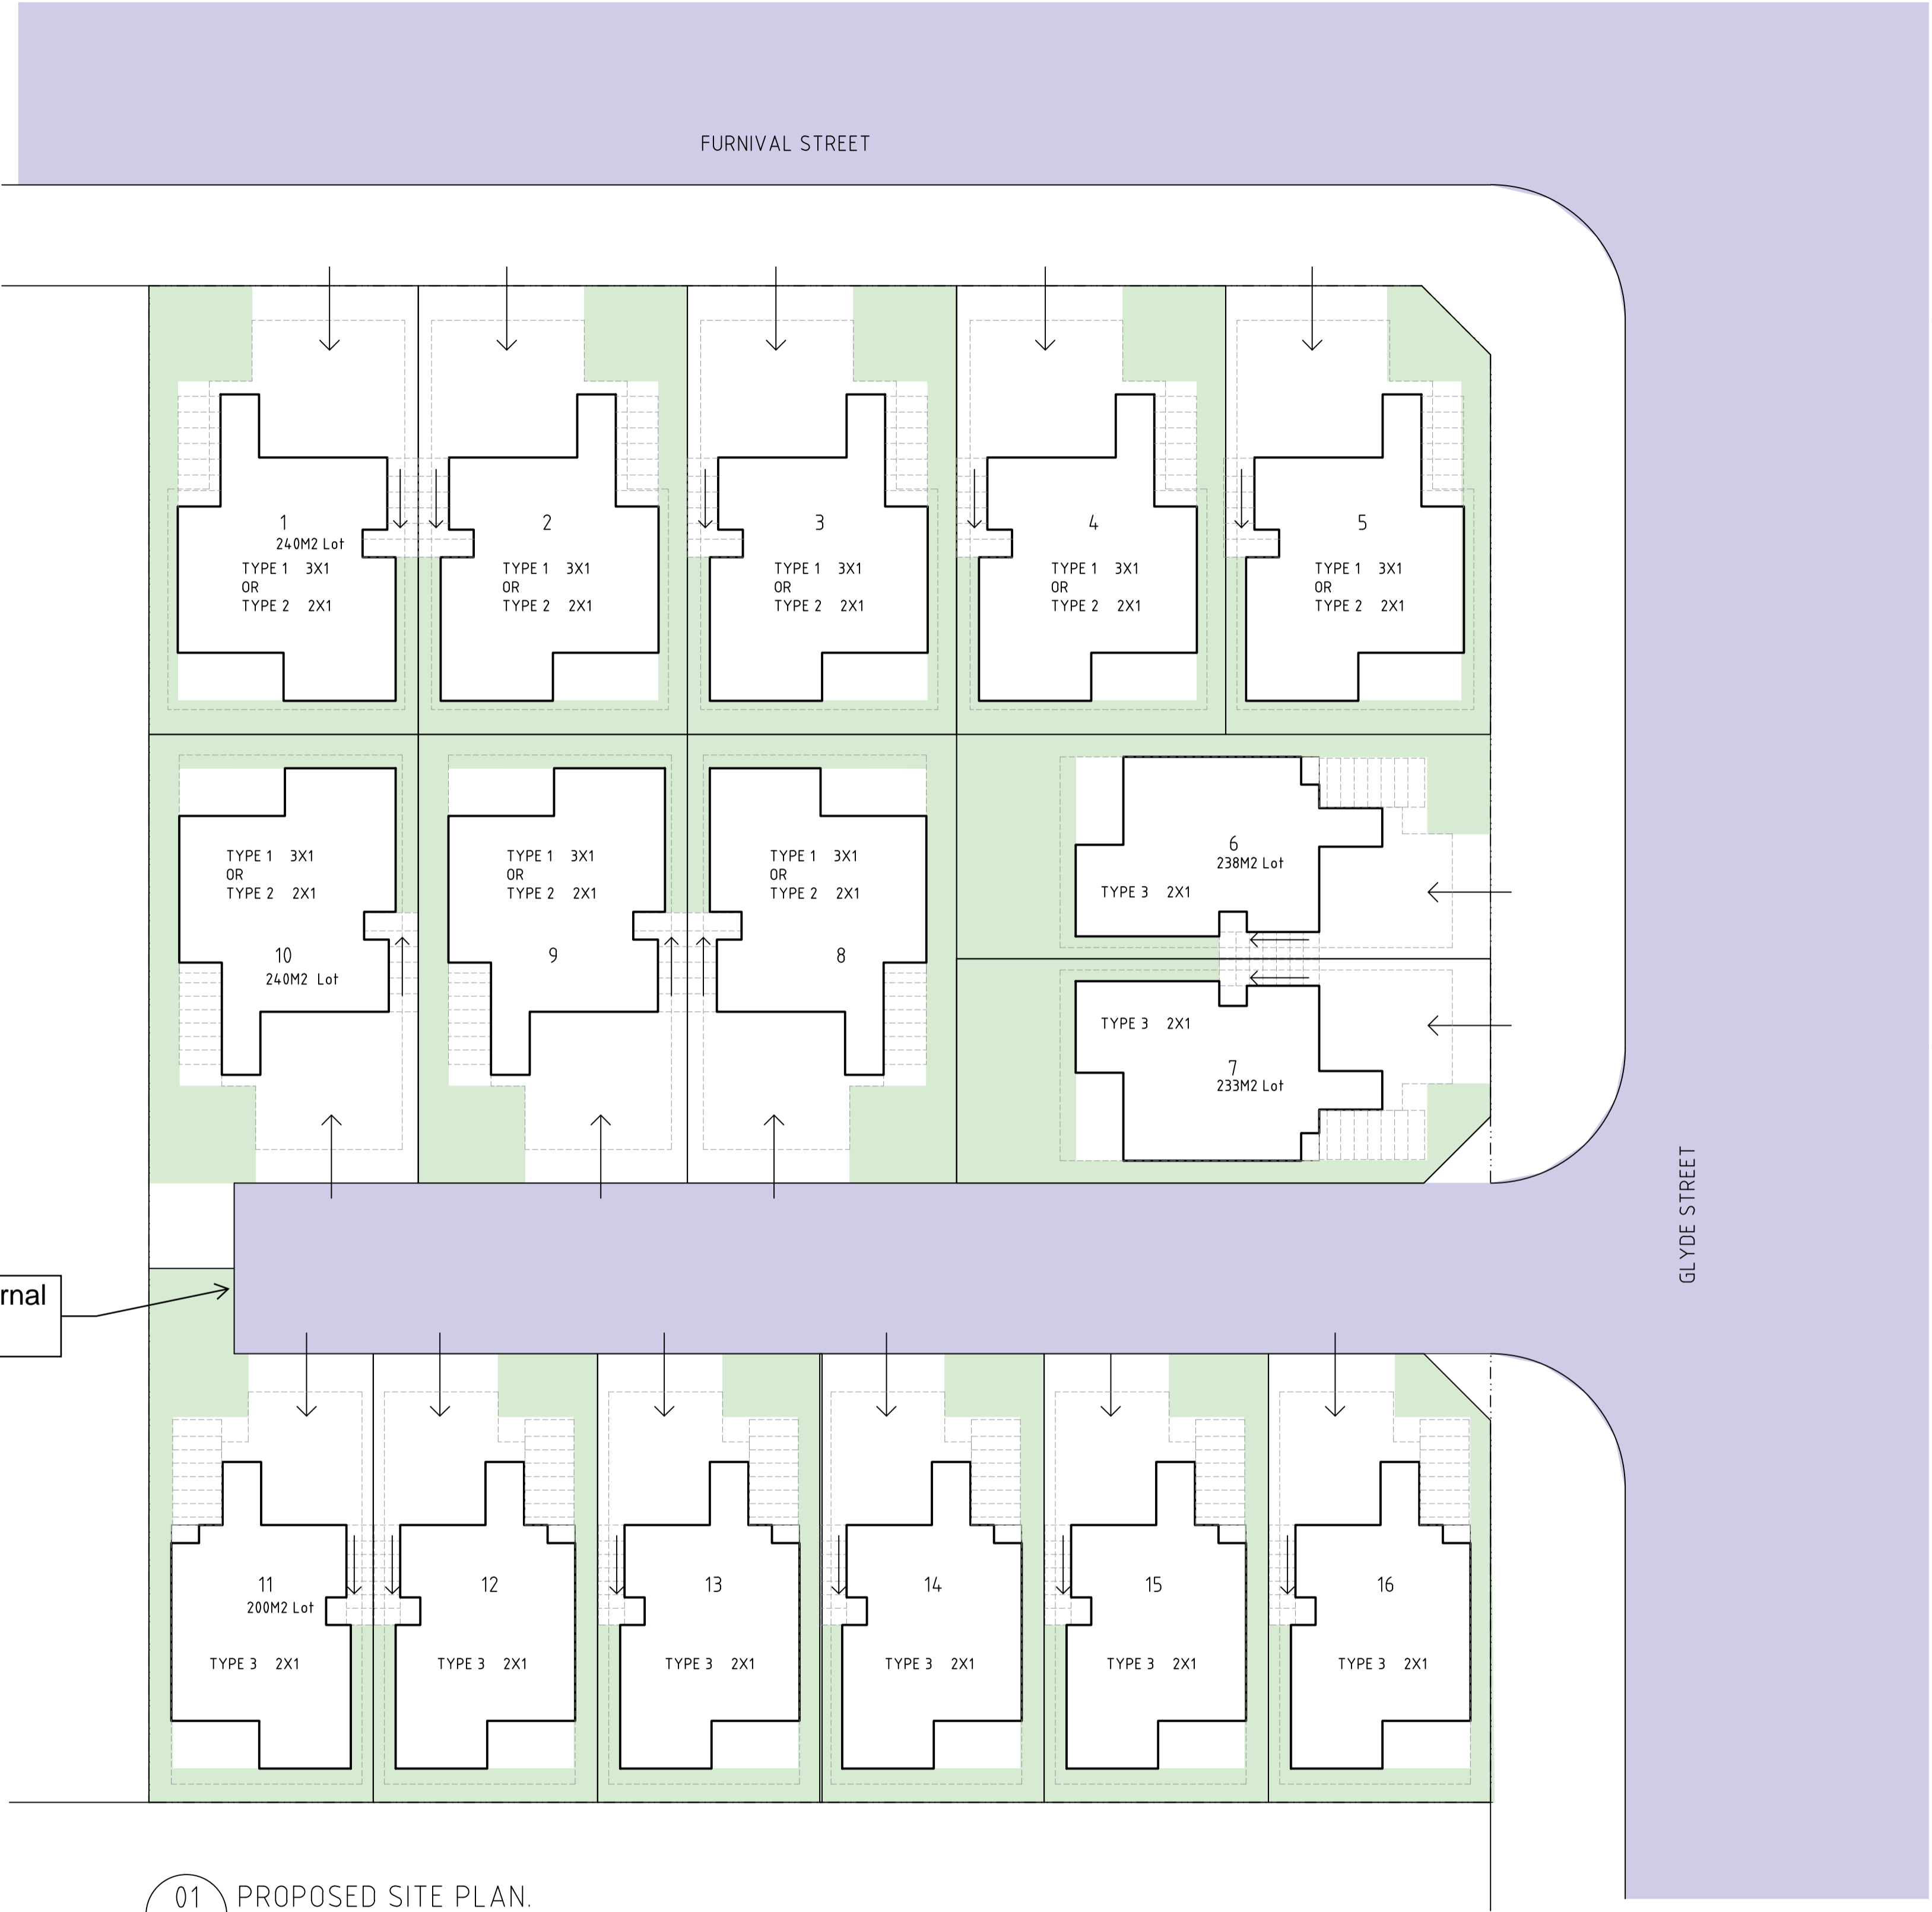 FURNIVAL STREET
1
240M2 Lot
TYPE 1 3X1
OR
TYPE 2 2X1
2
TYPE 1 3X1
OR
TYPE 2 2X1
3
TYPE 1 3X1
OR
TYPE 2 2X1
4
TYPE 1 3X1
OR
TYPE 2 2X1
5
TYPE 1 3X1
OR
TYPE 2 2X1
TYPE 1 3X1
OR
TYPE 2 2X1
10
240M2 Lot
TYPE 1 3X1
OR
TYPE 2 2X1
9
TYPE 1 3X1
OR
TYPE 2 2X1
8
6
238M2 Lot
TYPE 3 2X1
TYPE 3 2X1
7
233M2 Lot
GLYDE STREET
rnal
11
200M2 Lot
TYPE 3 2X1
12
TYPE 3 2X1
13
TYPE 3 2X1
14
TYPE 3 2X1
15
TYPE 3 2X1
16
TYPE 3 2X1
01 PROPOSED SITE PLAN.